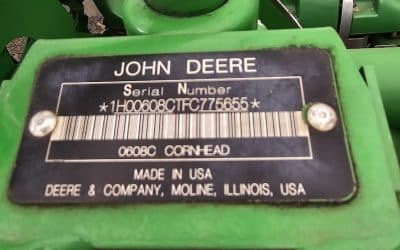 JOHN DEERE
Serial Number
*1H00608CTFC775655*
0608C CORNHEAD
MADE IN USA
DEERE & COMPANY, MOLINE, ILLINOIS, USA